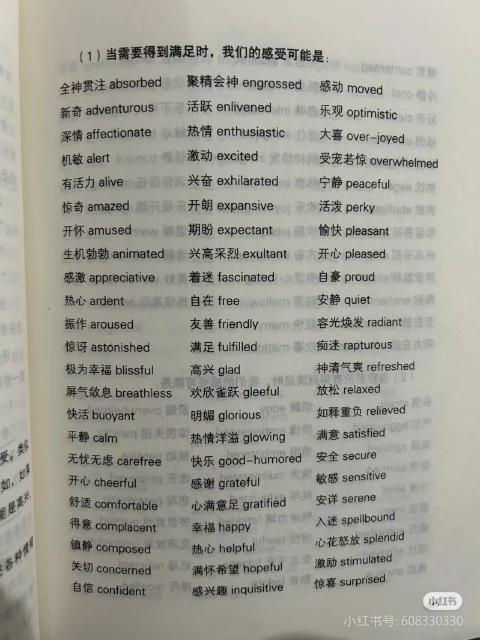 （1）当需要得到满足时，我们的感受可能是：
全神贯注 absorbed 聚精会神 engrossed 感动 moved
新奇 adventurous 活跃 enlivened 乐观 optimistic
深情 affectionate 热情 enthusiastic 大喜 over-joyed
机敏 alert 激动 excited 受宠若惊 overwhelmed
有活力 alive 兴奋 exhilarated 宁静 peaceful
惊奇 amazed 开朗 expansive 活泼 perky
开怀 amused 期盼 expectant 愉快 pleasant
生机勃勃 animated 兴高采烈 exultant 开心 pleased
感激 appreciative 着迷 fascinated 自豪 proud
热心 ardent 自在 free 安静 quiet
振作 aroused 友善 friendly 容光焕发 radiant
惊讶 astonished 满足 fulfilled 痴迷 rapturous
极为幸福 blissful 高兴 glad 神清气爽 refreshed
屏气敛息 breathless 欢欣雀跃 gleeful 放松 relaxed
快活 buoyant 明媚 glorious 如释重负 relieved
平静 calm 热情洋溢 glowing 满意 satisfied
无忧无虑 carefree 快乐 good-humored 安全 secure
开心 cheerful 感谢 grateful 敏感 sensitive
舒适 comfortable 心满意足 gratified 安详 serene
得意 complacent 幸福 happy 入迷 spellbound
镇静 composed 热心 helpful 心花怒放 splendid
关切 concerned 满怀希望 hopeful 激励 stimulated
自信 confident 感兴趣 inquisitive 惊喜 surprised
小红书
小红书号: 608330330